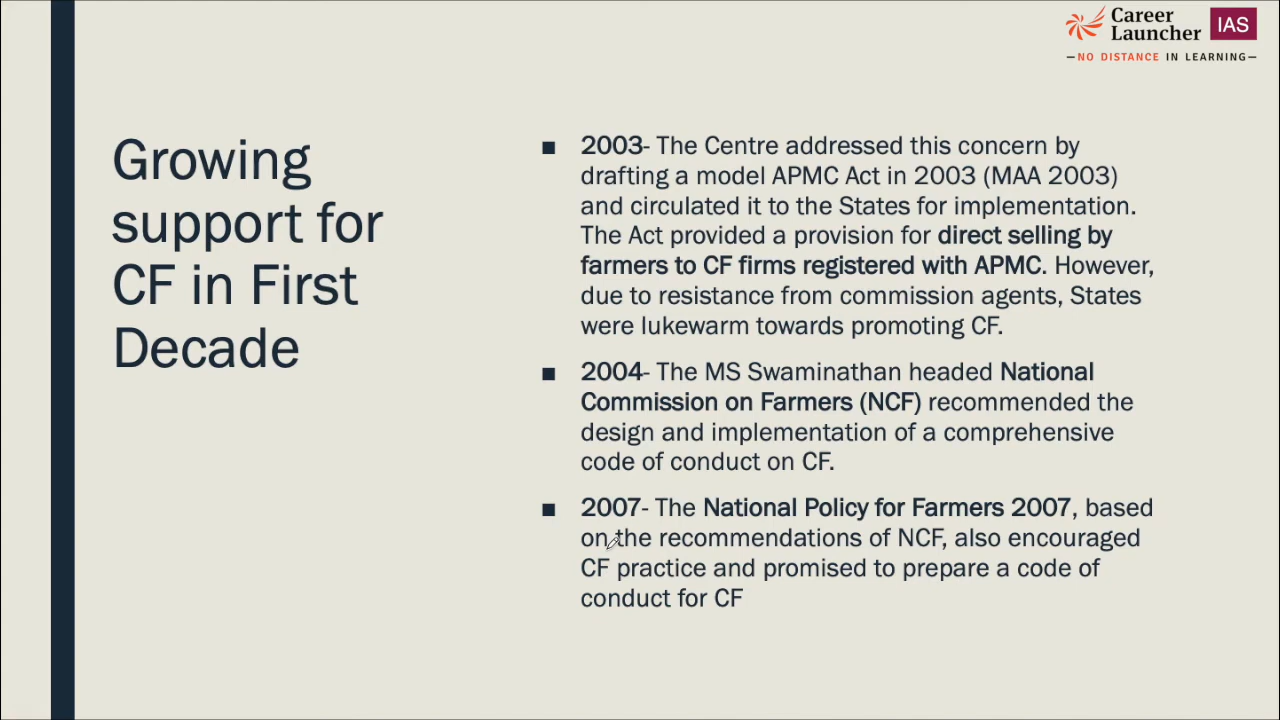 Career
Launcher
IAS
NO DISTANCE IN LEARNING
Growing
support for
CF in First
Decade
■ 2003- The Centre addressed this concern by
drafting a model APMC Act in 2003 (MAA 2003)
and circulated it to the States for implementation.
The Act provided a provision for direct selling by
farmers to CF firms registered with APMC. However,
due to resistance from commission agents, States
were lukewarm towards promoting CF.
■ 2004- The MS Swaminathan headed National
Commission on Farmers (NCF) recommended the
design and implementation of a comprehensive
code of conduct on CF.
■ 2007- The National Policy for Farmers 2007, based
on the recommendations of NCF, also encouraged
CF practice and promised to prepare a code of
conduct for CF